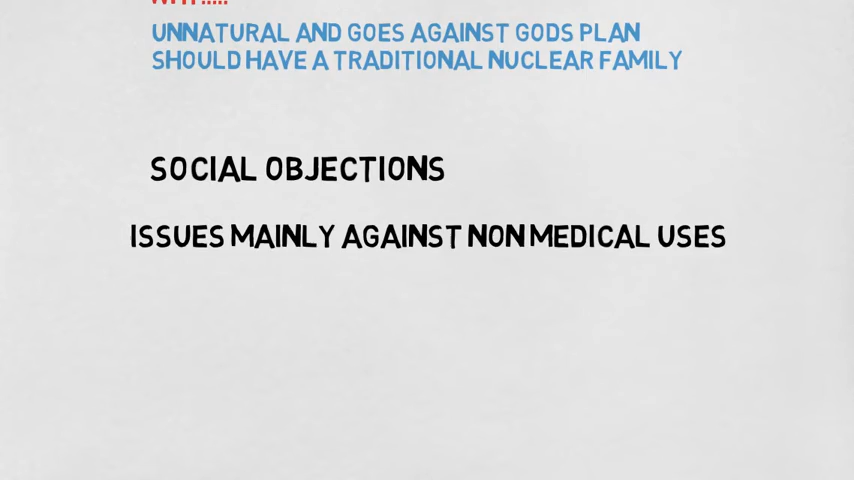 UNNATURAL AND GOES AGAINST GODS PLAN
SHOULD HAVE A TRADITIONAL NUCLEAR FAMILY
SOCIAL OBJECTIONS
ISSUES MAINLY AGAINST NON MEDICAL USES